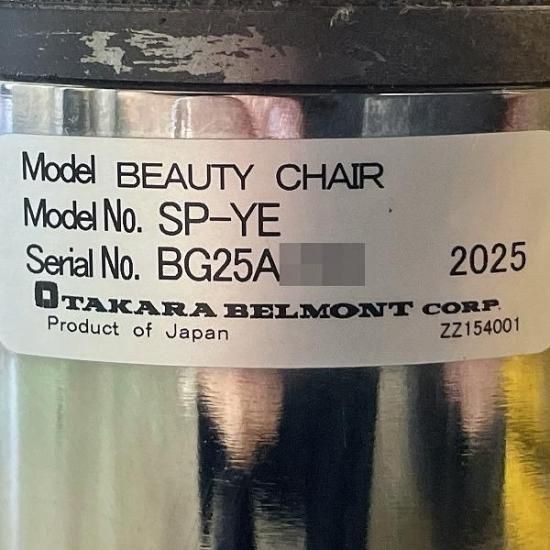 Model BEAUTY CHAIR
Model No. SP-YE
Serial No. BG25A 2025
TAKARA BELMONT CORP.
Product of Japan ZZ154001